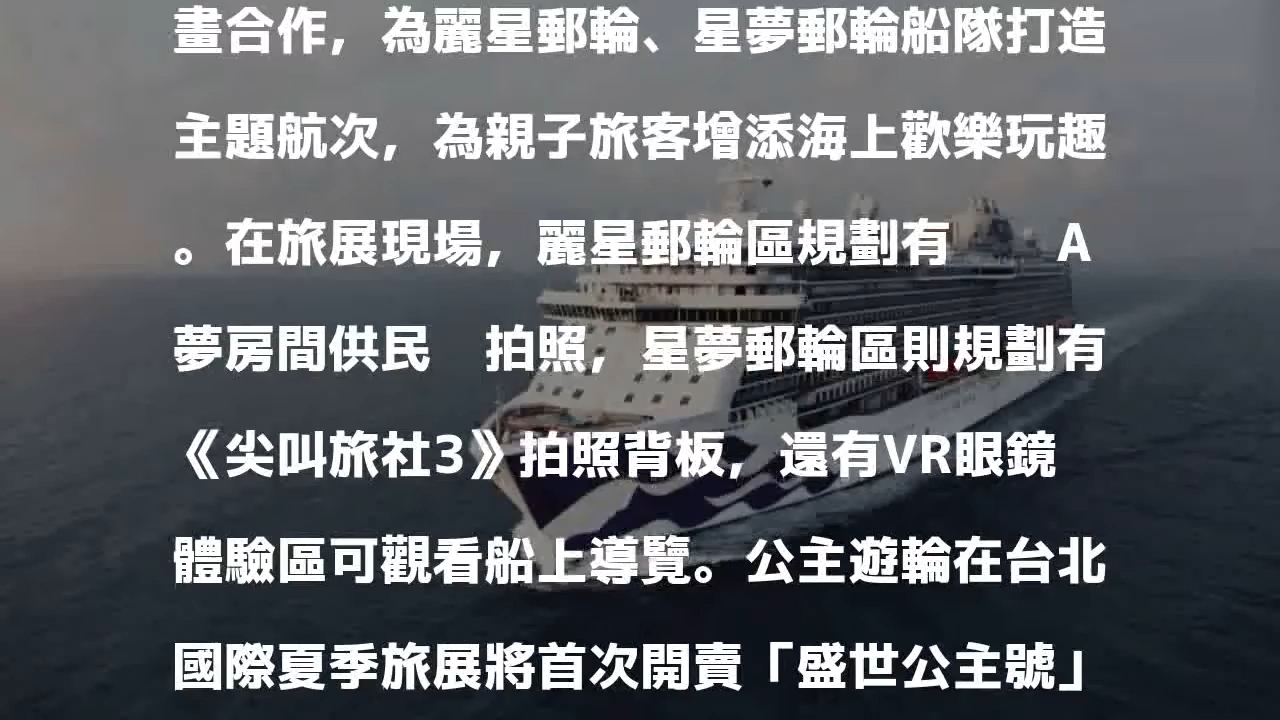 畫合作，為麗星郵輪、星夢郵輪船隊打造
主題航次，為親子旅客增添海上歡樂玩趣
。在旅展現場，麗星郵輪區規劃有　　A
夢房間供民　拍照，星夢郵輪區則規劃有
《尖叫旅社3》拍照背板，還有VR眼鏡
體驗區可觀看船上導覽。公主遊輪在台北
國際夏季旅展將首次開賣「盛世公主號」